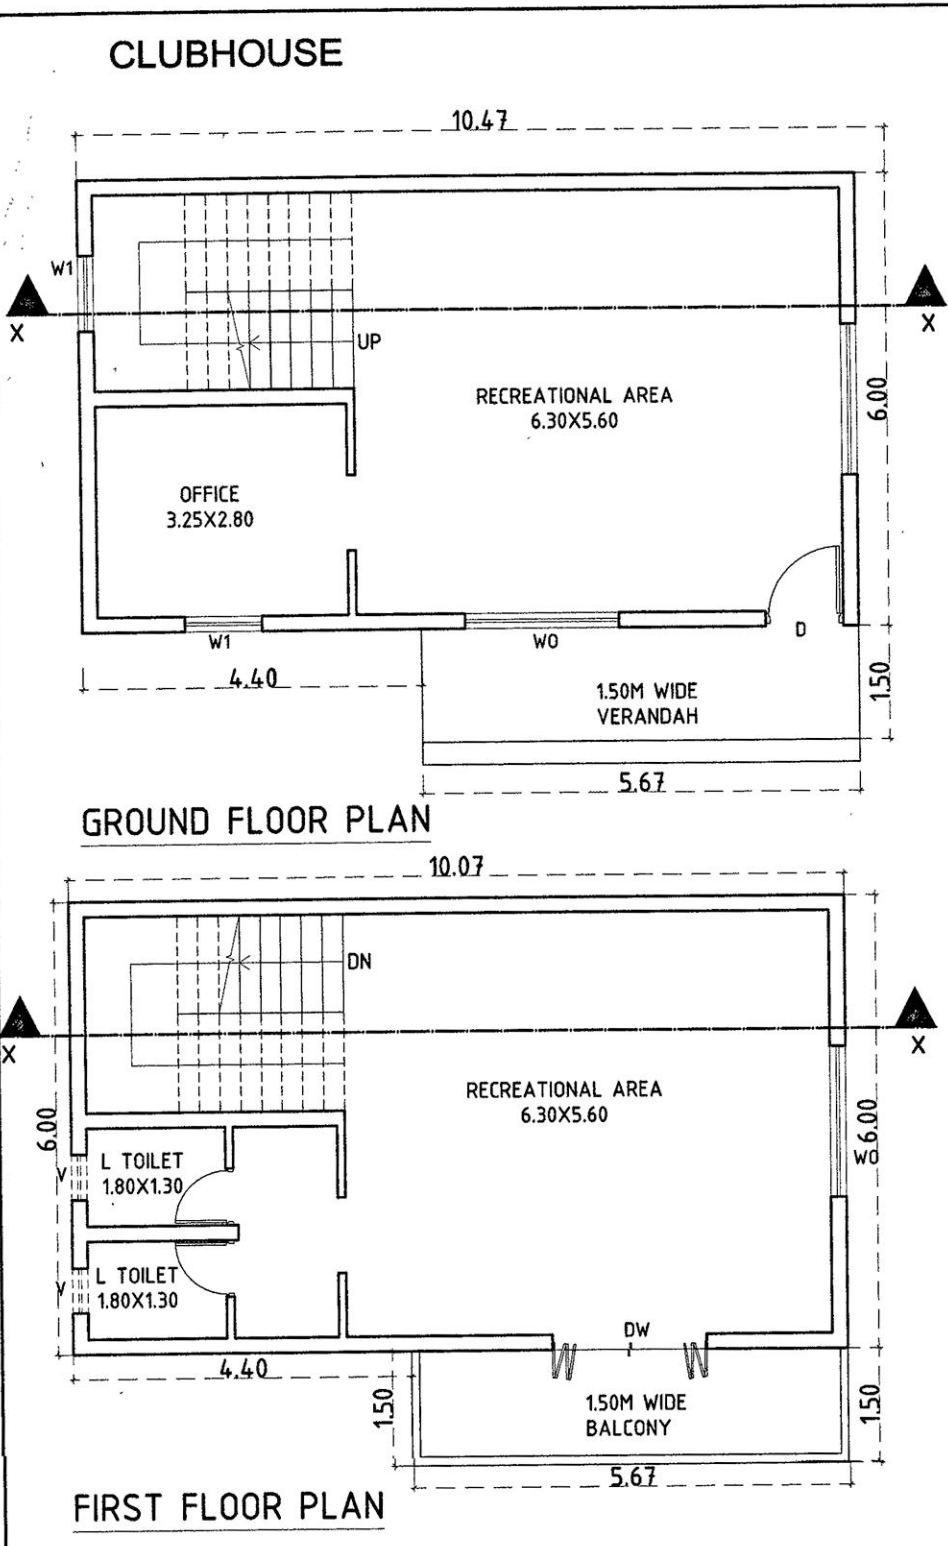 CLUBHOUSE
10.47
W1
X
X
UP
RECREATIONAL AREA
6.30X5.60
6.00
OFFICE
3.25X2.80
W1
WO
D
4.40
1.50M WIDE
VERANDAH
1.50
5.67
GROUND FLOOR PLAN
10.07
DN
X
X
RECREATIONAL AREA
6.30X5.60
6.00
6.00
WO
V
L TOILET
1.80X1.30
V
L TOILET
1.80X1.30
DW
4.40
1.50
1.50M WIDE
BALCONY
1.50
5.67
FIRST FLOOR PLAN